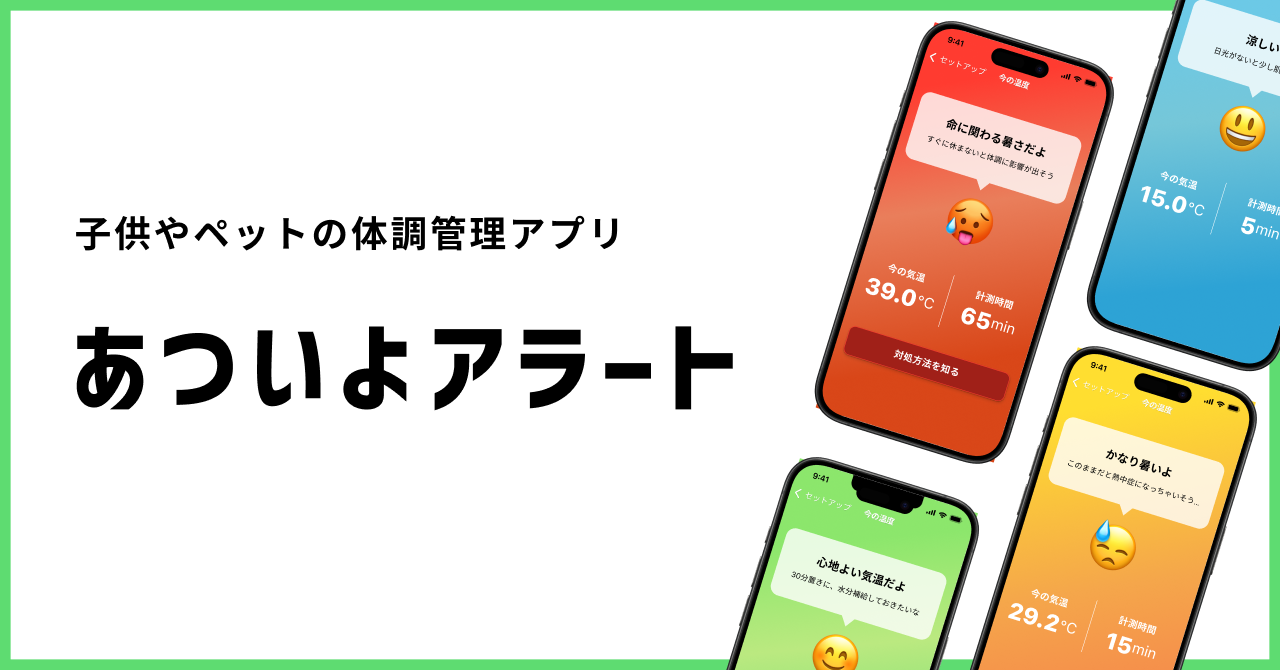 子供やペットの体調管理アプリ
あついよアラート
9:41
セットアップ
今の温度
命に関わる暑さだよ
すぐに休まないと体調に影響が出そう
今の気温
39.0℃
計測時間
65min
対処方法を知る
涼しい
日光がないと少し肌
今の気温
15.0℃
計測時間
5min
9:41
セットアップ
今の温度
かなり暑いよ
このままだと熱中症になっちゃいそう...
今の気温
29.2℃
計測時間
15min
9:41
セットアップ
今の温度
心地よい気温だよ
30分置きに、水分補給しておきたいな